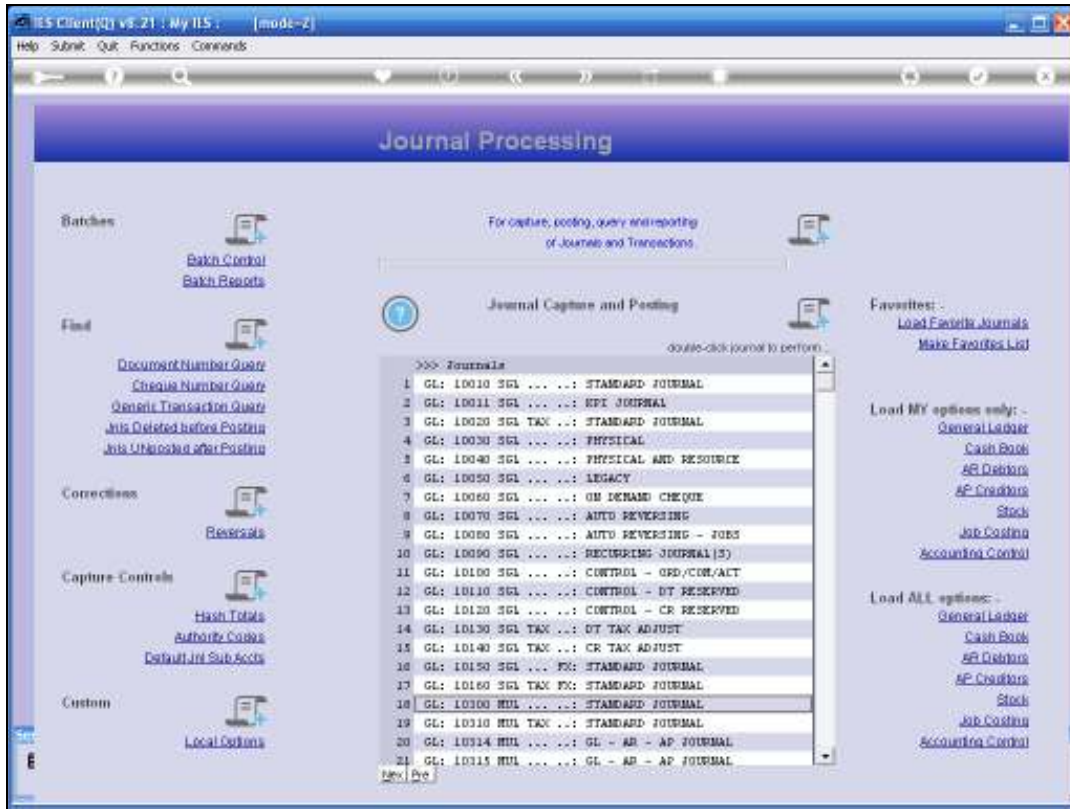 IES Client(Q) v8.21 : My IES : [mode=2]
Help Submit Quit Functions Commands
Journal Processing
Batches
Batch Control
Batch Reports
Find
Document Number Query
Cheque Number Query
Generic Transaction Query
Jnls Deleted before Posting
Jnls UNposted after Posting
Corrections
Reversals
Capture Controls
Hash Totals
Authority Codes
Default Jnl Sub Accts
Custom
Local Options
For capture, posting, query and reporting
of Journals and Transactions.
Journal Capture and Posting
double-click journal to perform ..
>>> Journals
1 GL: 10010 SGL ... ..: STANDARD JOURNAL
2 GL: 10011 SGL ... ..: KPI JOURNAL
3 GL: 10020 SGL TAX ..: STANDARD JOURNAL
4 GL: 10030 SGL ... ..: PHYSICAL
5 GL: 10040 SGL ... ..: PHYSICAL AND RESOURCE
6 GL: 10050 SGL ... ..: LEGACY
7 GL: 10060 SGL ... ..: ON DEMAND CHEQUE
8 GL: 10070 SGL ... ..: AUTO REVERSING
9 GL: 10080 SGL ... ..: AUTO REVERSING - JOBS
10 GL: 10090 SGL ... ..: RECURRING JOURNAL(S)
11 GL: 10100 SGL ... ..: CONTROL - ORD/COM/ACT
12 GL: 10110 SGL ... ..: CONTROL - DT RESERVED
13 GL: 10120 SGL ... ..: CONTROL - CR RESERVED
14 GL: 10130 SGL TAX ..: DT TAX ADJUST
15 GL: 10140 SGL TAX ..: CR TAX ADJUST
16 GL: 10150 SGL ... FX: STANDARD JOURNAL
17 GL: 10160 SGL TAX FX: STANDARD JOURNAL
18 GL: 10300 MUL ... ..: STANDARD JOURNAL
19 GL: 10310 MUL TAX ..: STANDARD JOURNAL
20 GL: 10314 MUL ... ..: GL - AR - AP JOURNAL
21 GL: 10315 MUL ... ..: GL - AR - AP JOURNAL
Nex Pre
Favorites: -
Load Favorite Journals
Make Favorites List
Load MY options only: -
General Ledger
Cash Book
AR Debtors
AP Creditors
Stock
Job Costing
Accounting Control
Load ALL options: -
General Ledger
Cash Book
AR Debtors
AP Creditors
Stock
Job Costing
Accounting Control